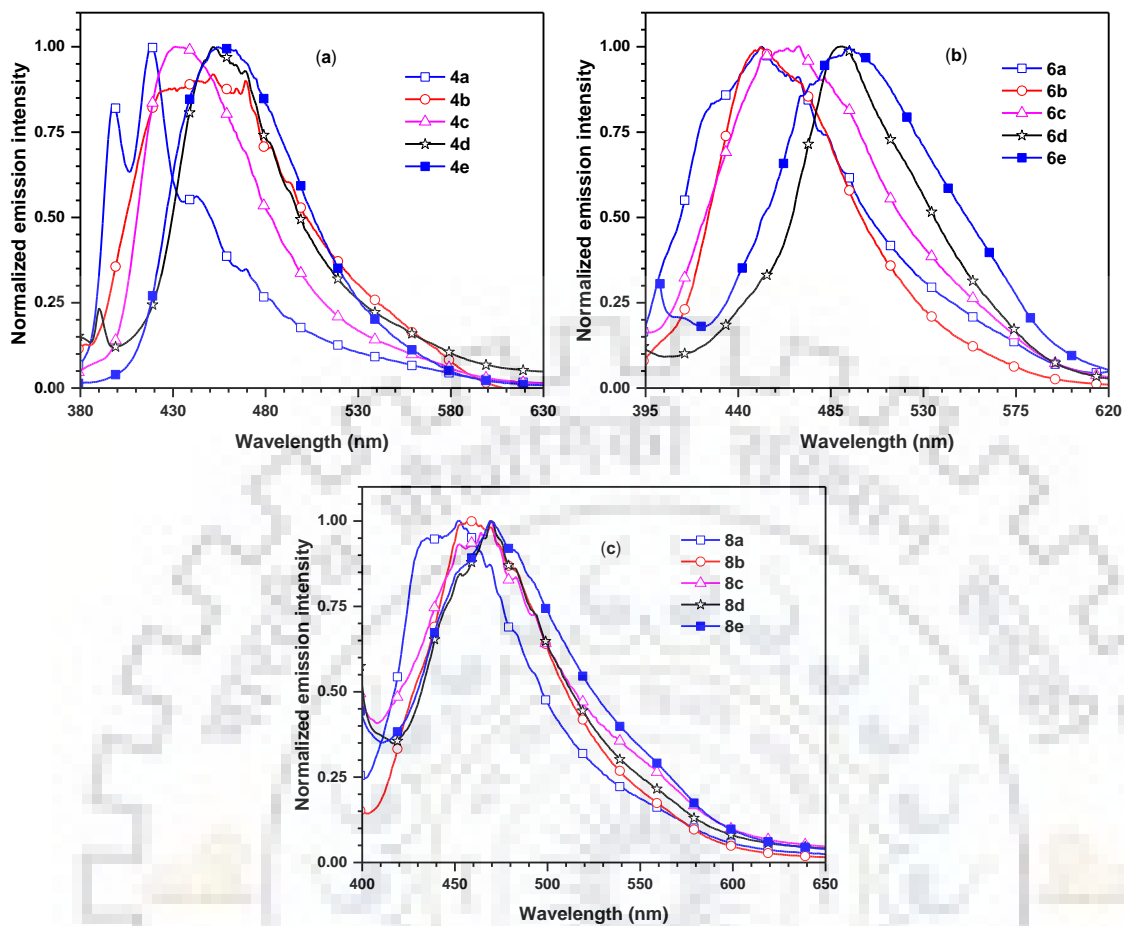 (a)
4a
4b
4c
4d
4e
Normalized emission intensity
1.00
0.75
0.50
0.25
0.00
380 430 480 530 580 630
Wavelength (nm)
(b)
6a
6b
6c
6d
6e
Normalized emission intensity
1.00
0.75
0.50
0.25
0.00
395 440 485 530 575 620
Wavelength (nm)
(c)
8a
8b
8c
8d
8e
Normalized emission intensity
1.00
0.75
0.50
0.25
0.00
400 450 500 550 600 650
Wavelength (nm)